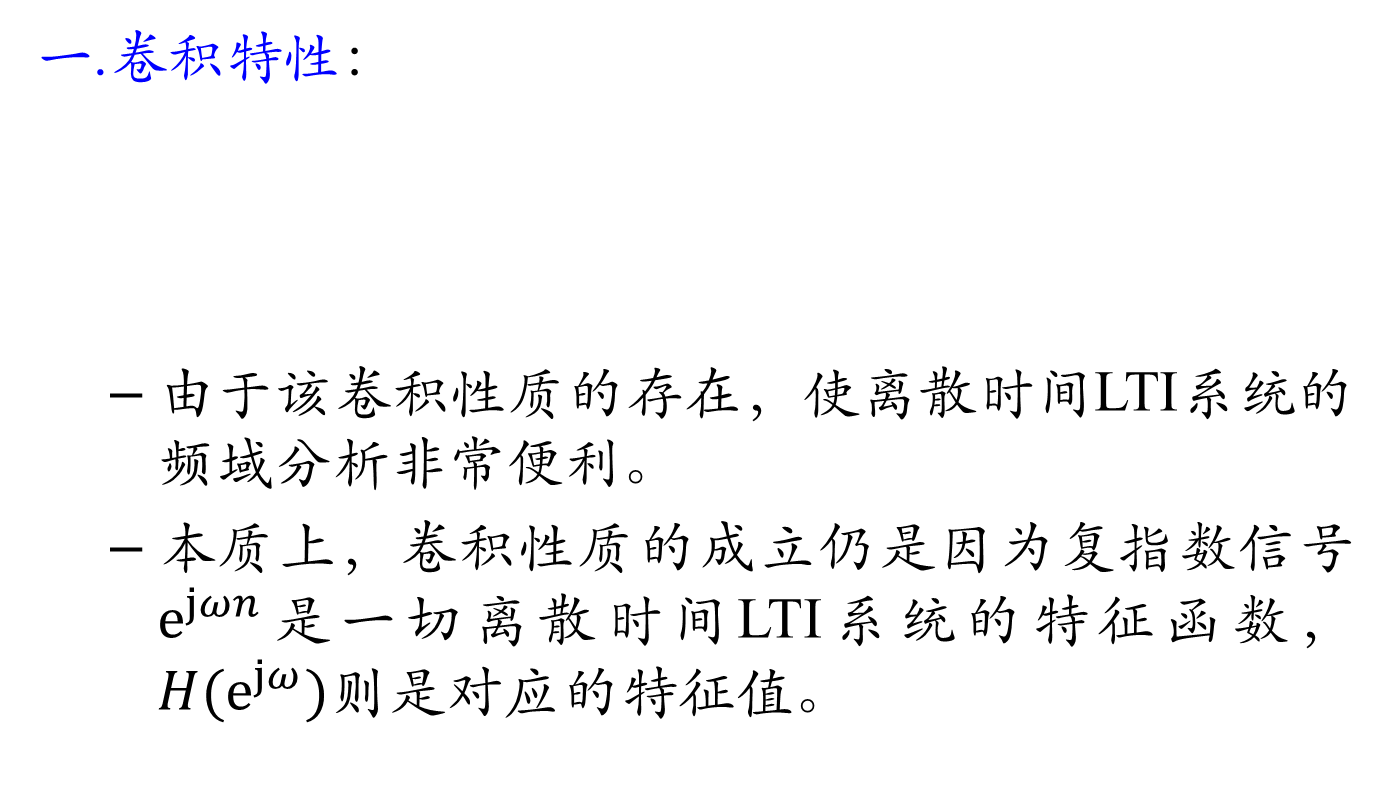 一.卷积特性：
– 由于该卷积性质的存在，使离散时间LTI系统的
频域分析非常便利。
– 本质上，卷积性质的成立仍是因为复指数信号
e^{jωn} 是一切离散时间LTI系统的特征函数，
H(e^{jω})则是对应的特征值。